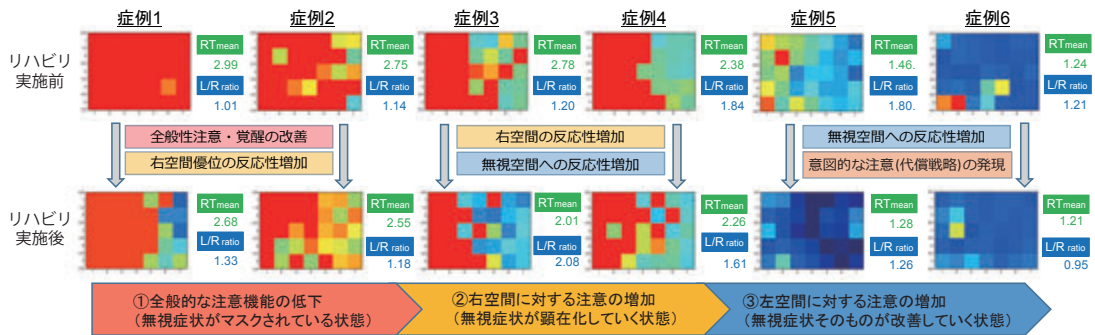 症例1 症例2 症例3 症例4 症例5 症例6
リハビリ
実施前
RTmean
2.99
L/R ratio
1.01
RTmean
2.75
L/R ratio
1.14
RTmean
2.78
L/R ratio
1.20
RTmean
2.38
L/R ratio
1.84
RTmean
1.46.
L/R ratio
1.80.
RTmean
1.24
L/R ratio
1.21
全般性注意・覚醒の改善
右空間優位の反応性増加
右空間の反応性増加
無視空間への反応性増加
無視空間への反応性増加
意図的な注意(代償戦略)の発現
リハビリ
実施後
RTmean
2.68
L/R ratio
1.33
RTmean
2.55
L/R ratio
1.18
RTmean
2.01
L/R ratio
2.08
RTmean
2.26
L/R ratio
1.61
RTmean
1.28
L/R ratio
1.26
RTmean
1.21
L/R ratio
0.95
①全般的な注意機能の低下
(無視症状がマスクされている状態)
②右空間に対する注意の増加
(無視症状が顕在化していく状態)
③左空間に対する注意の増加
(無視症状そのものが改善していく状態)